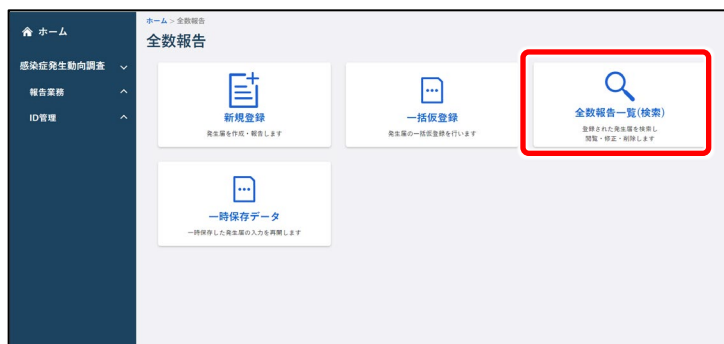 ホーム
感染症発生動向調査
報告業務
ID管理
ホーム > 全数報告
全数報告
新規登録
発生届を作成・報告します
一括仮登録
発生届の一括仮登録を行います
全数報告一覧(検索)
登録された発生届を検索し
閲覧・修正・削除します
一時保存データ
一時保存した発生届の入力を再開します